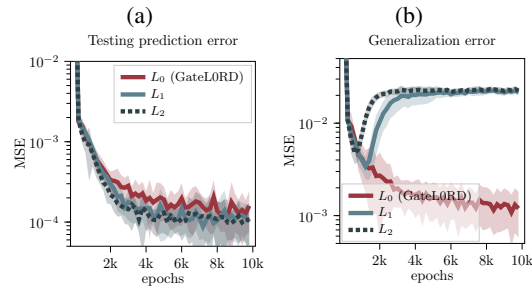 (a)
Testing prediction error
L₀ (GateL0RD)
L₁
L₂
MSE
10⁻²
10⁻³
10⁻⁴
2k 4k 6k 8k 10k
epochs
(b)
Generalization error
MSE
10⁻²
10⁻³
L₀ (GateL0RD)
L₁
L₂
2k 4k 6k 8k 10k
epochs